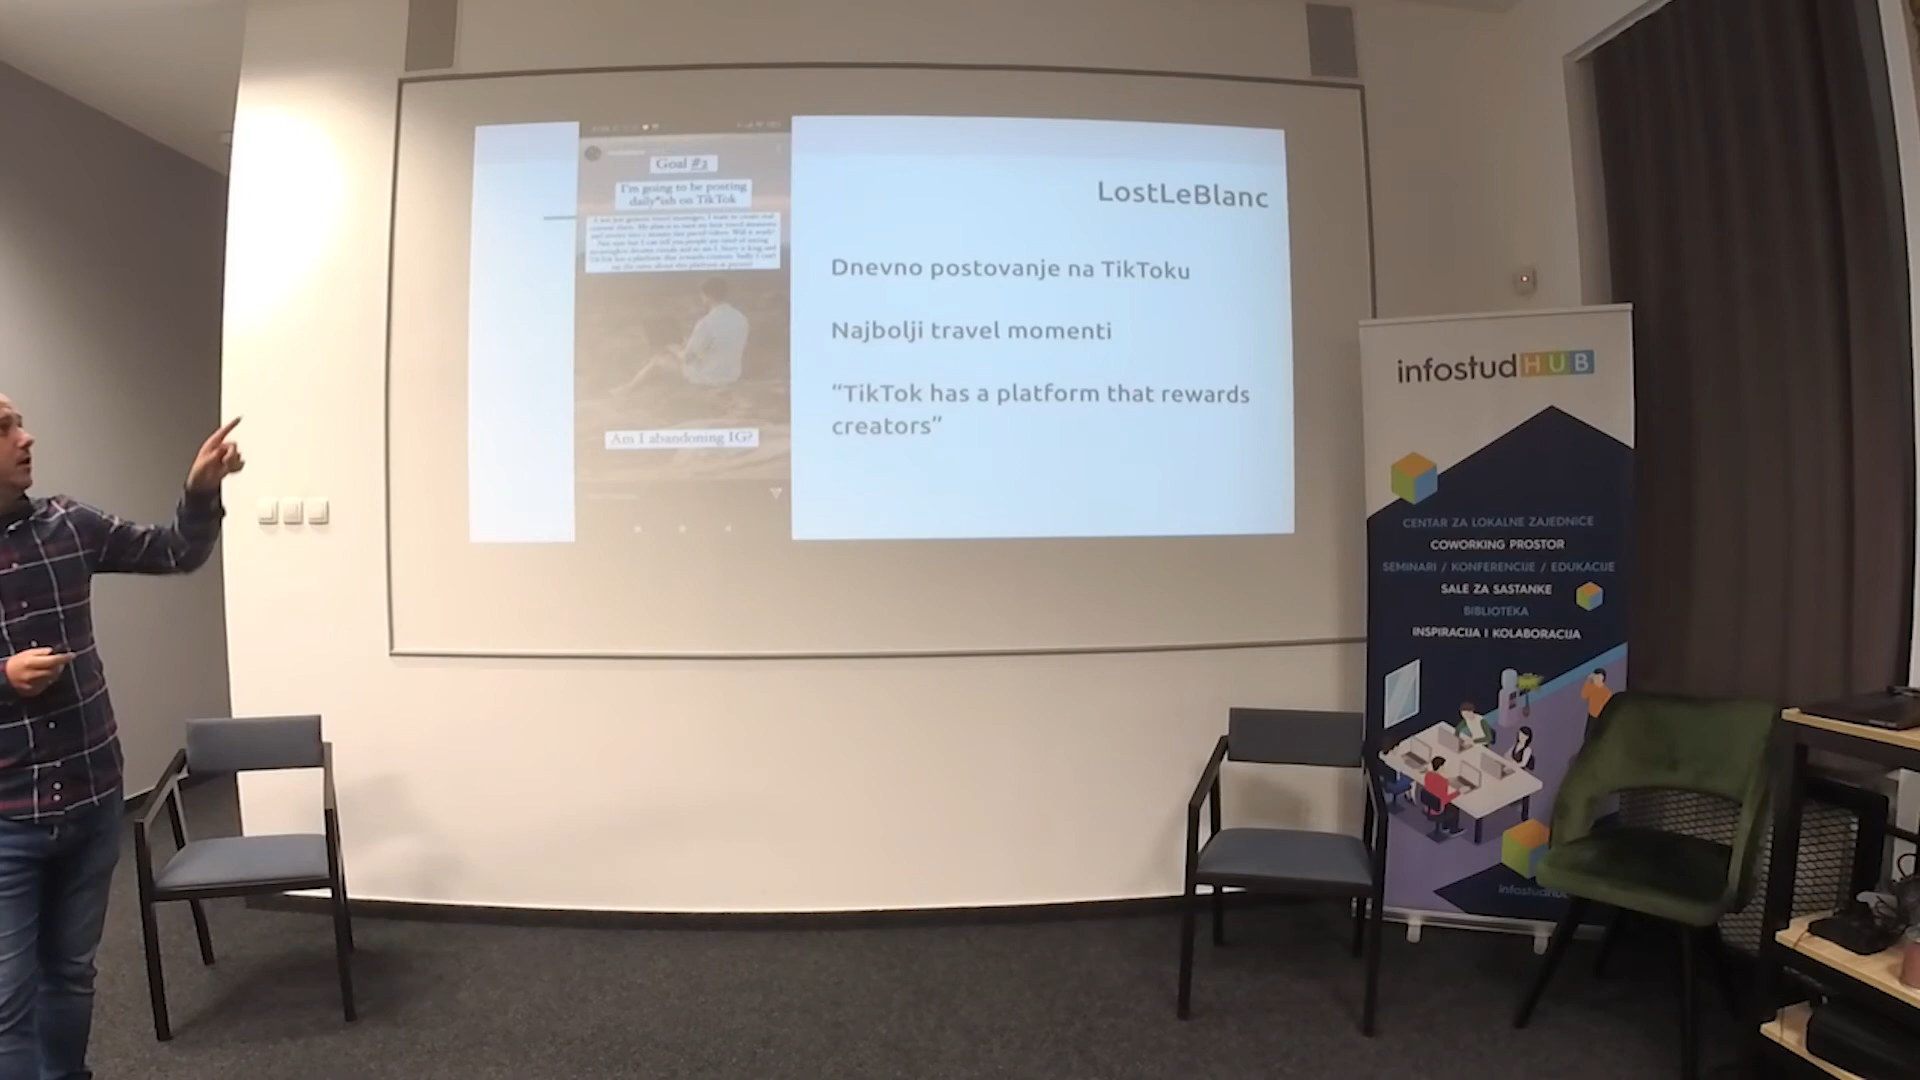 Goal #2
I'm going to be posting
daily*ish on TikTok
Am I abandoning IG?
LostLeBlanc
Dnevno postovanje na TikToku
Najbolji travel momenti
“TikTok has a platform that rewards
creators”
infostudHUB
CENTAR ZA LOKALNE ZAJEDNICE
COWORKING PROSTOR
SEMINARI / KONFERENCIJE / EDUKACIJE
SALE ZA SASTANKE
BIBLIOTEKA
INSPIRACIJA I KOLABORACIJA